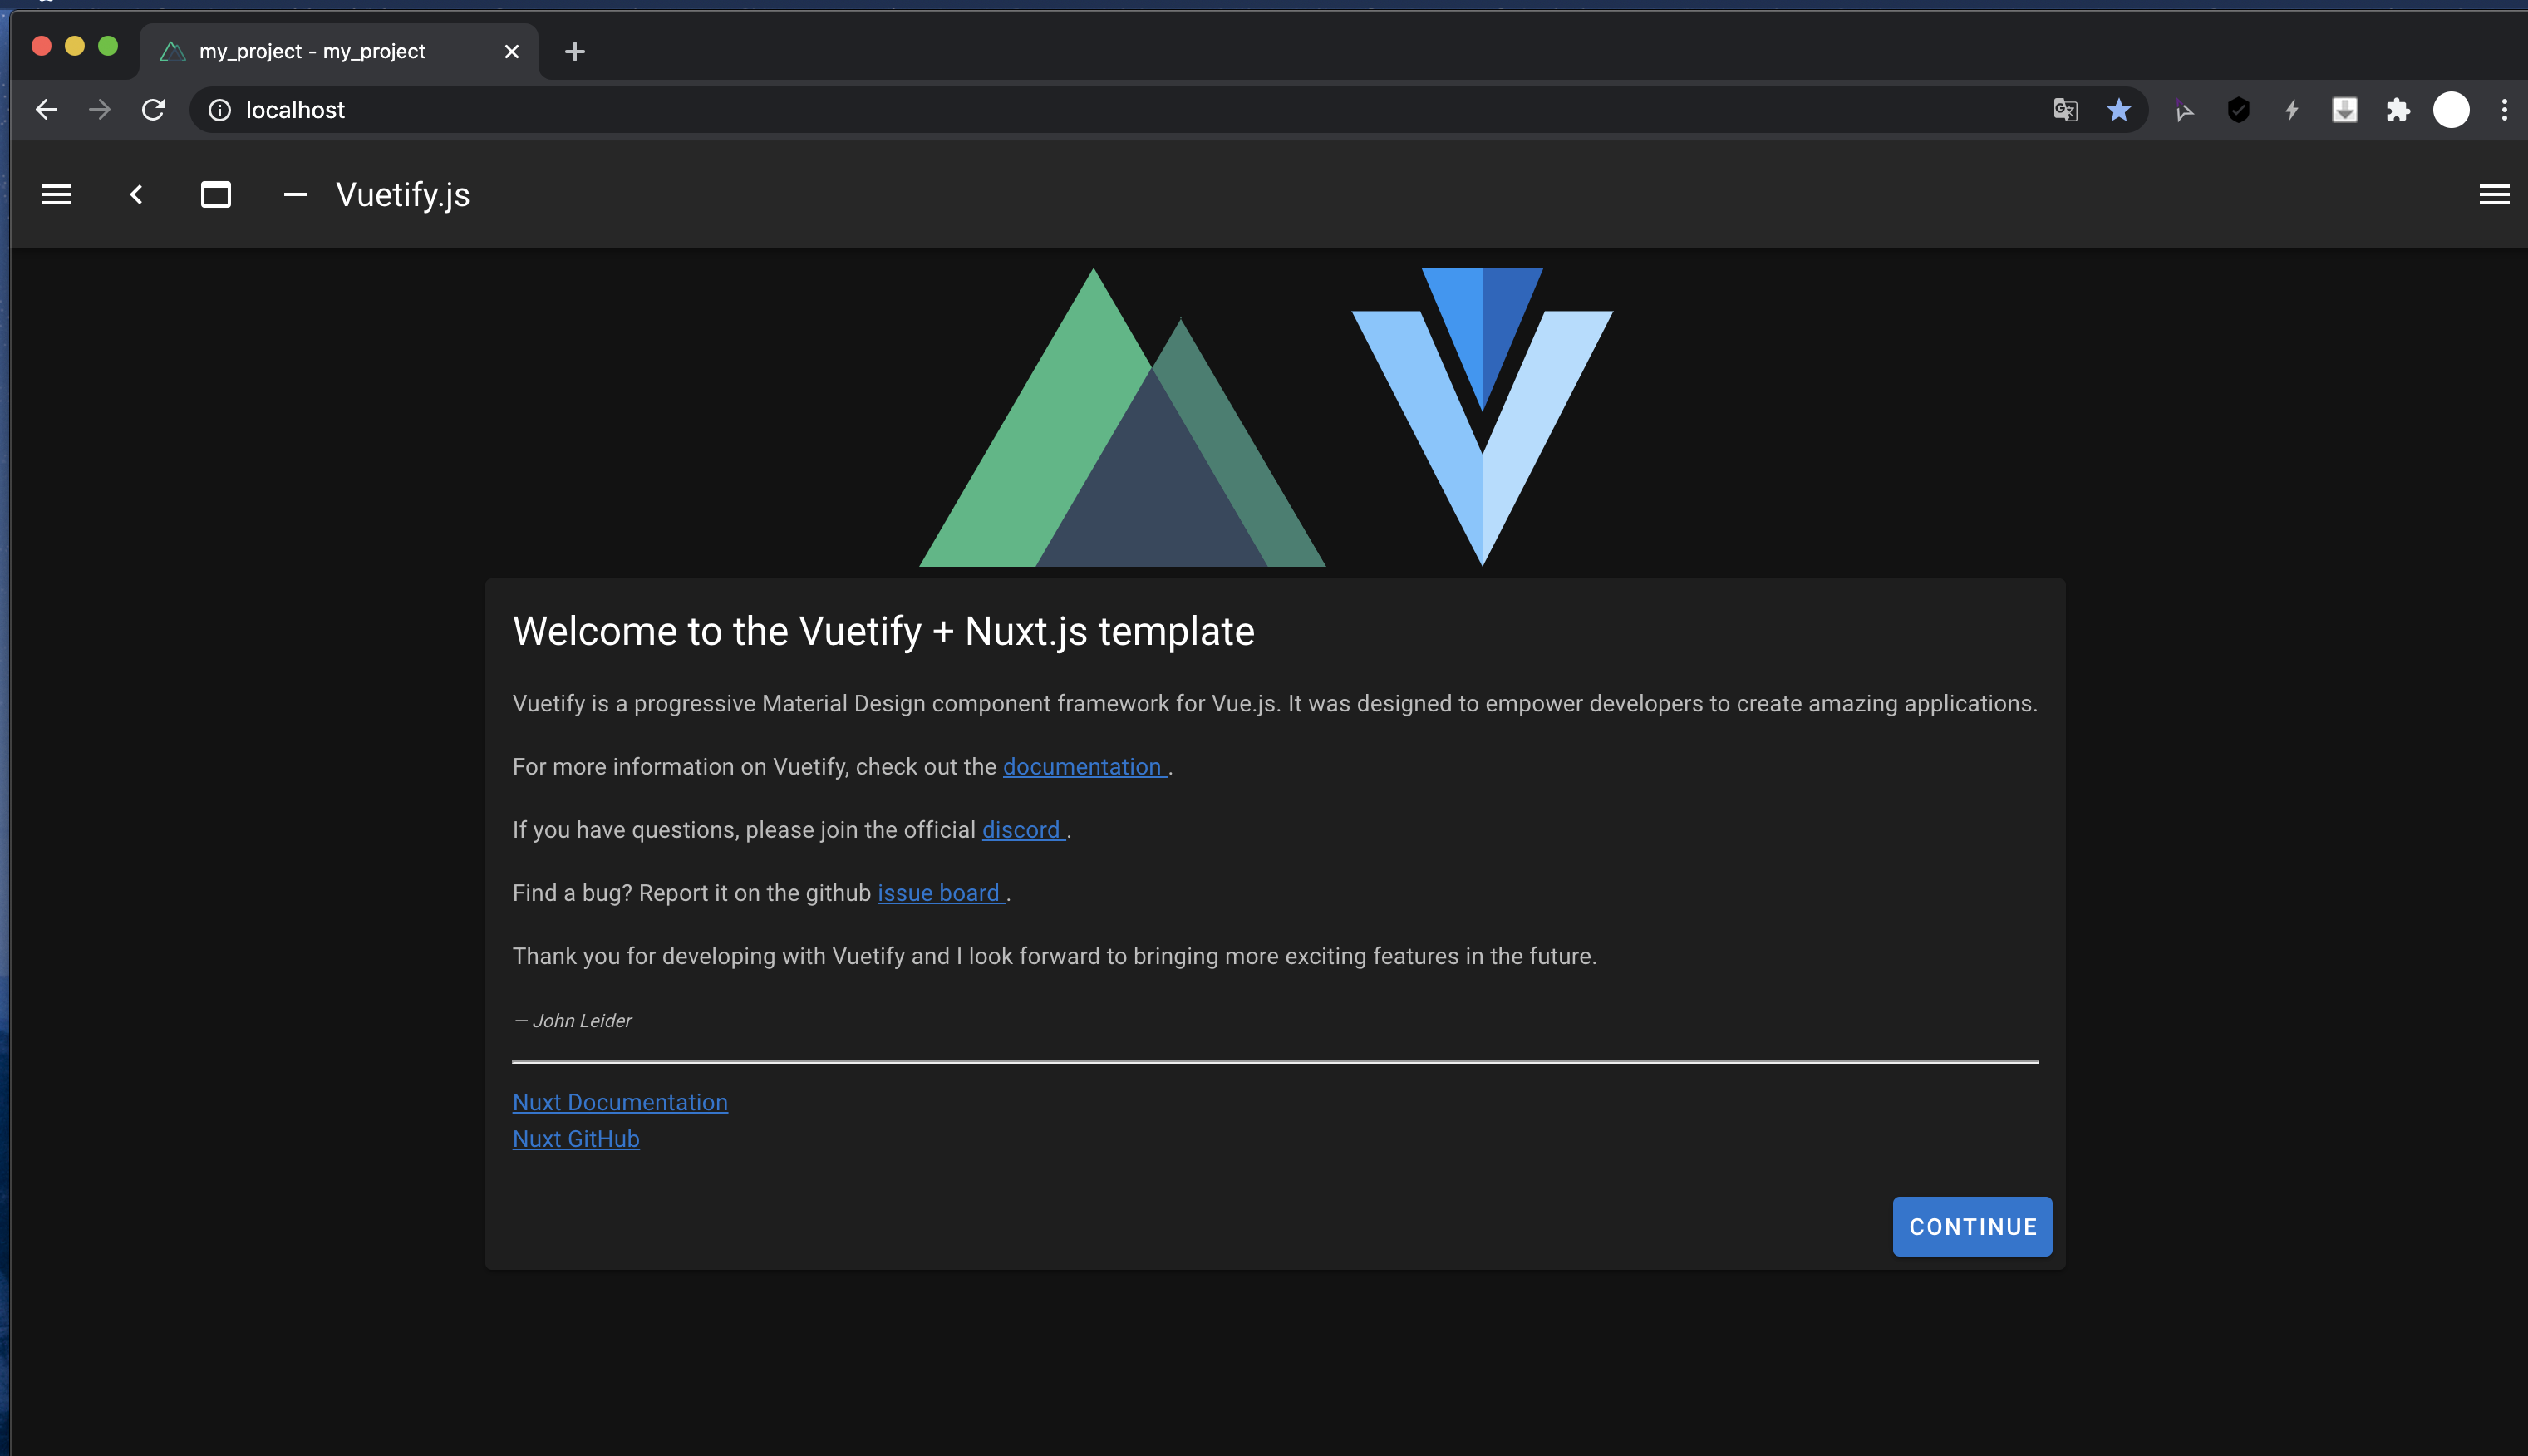 my_project - my_project
localhost
Vuetify.js
Welcome to the Vuetify + Nuxt.js template
Vuetify is a progressive Material Design component framework for Vue.js. It was designed to empower developers to create amazing applications.
For more information on Vuetify, check out the documentation .
If you have questions, please join the official discord .
Find a bug? Report it on the github issue board .
Thank you for developing with Vuetify and I look forward to bringing more exciting features in the future.
— John Leider
Nuxt Documentation
Nuxt GitHub
CONTINUE